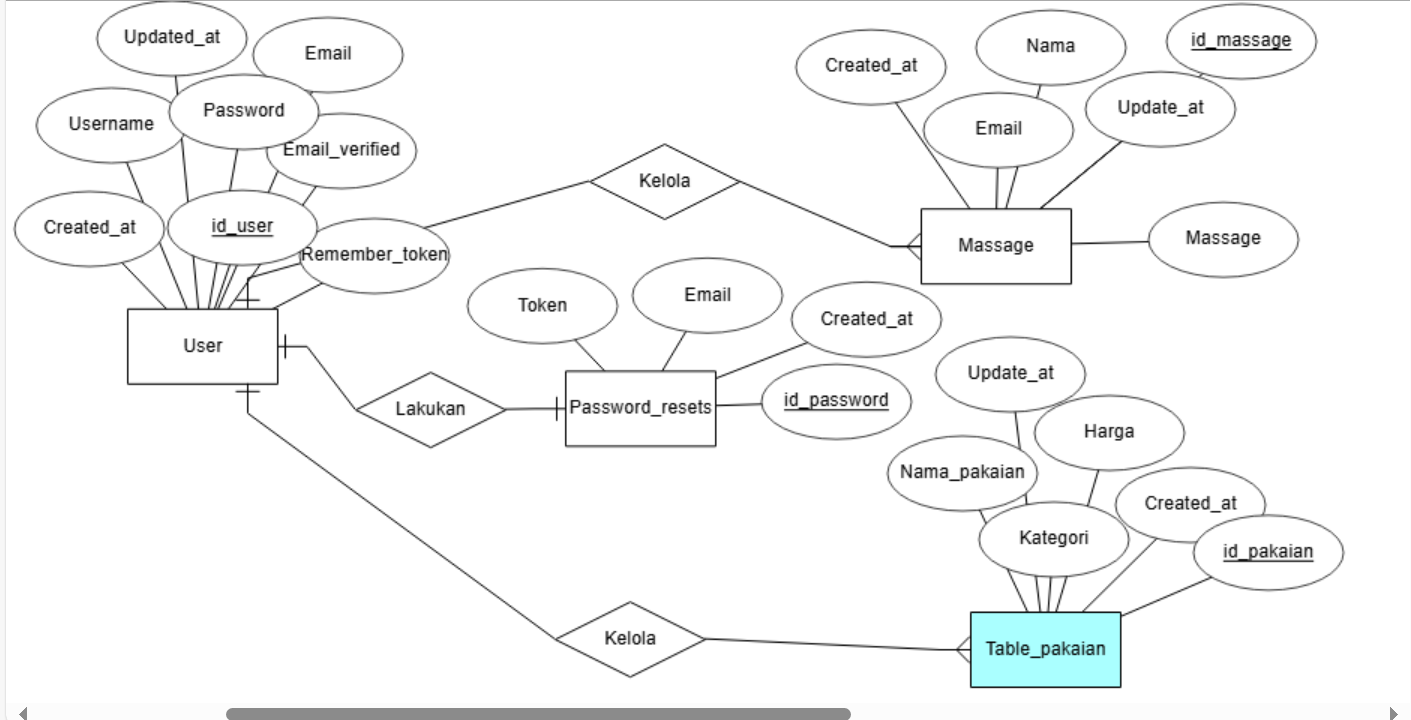 Updated_at
Email
Username
Password
Email_verified
Created_at
id_user
Remember_token
User
Kelola
Created_at
Nama
id_massage
Email
Update_at
Massage
Massage
Token
Email
Created_at
Lakukan
Password_resets
id_password
Update_at
Harga
Nama_pakaian
Created_at
Kategori
id_pakaian
Kelola
Table_pakaian